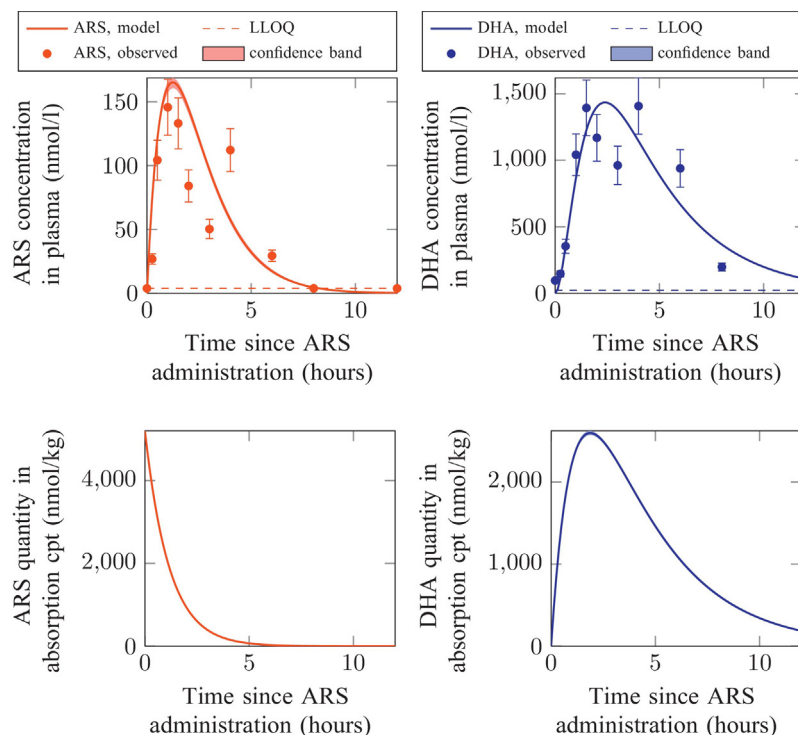 ARS, model
LLOQ
ARS, observed
confidence band
DHA, model
LLOQ
DHA, observed
confidence band
ARS concentration
in plasma (nmol/l)
150
100
50
0
0
5
10
Time since ARS
administration (hours)
DHA concentration
in plasma (nmol/l)
1,500
1,000
500
0
0
5
10
Time since ARS
administration (hours)
ARS quantity in
absorption cpt (nmol/kg)
4,000
2,000
0
0
5
10
Time since ARS
administration (hours)
DHA quantity in
absorption cpt (nmol/kg)
2,000
1,000
0
0
5
10
Time since ARS
administration (hours)